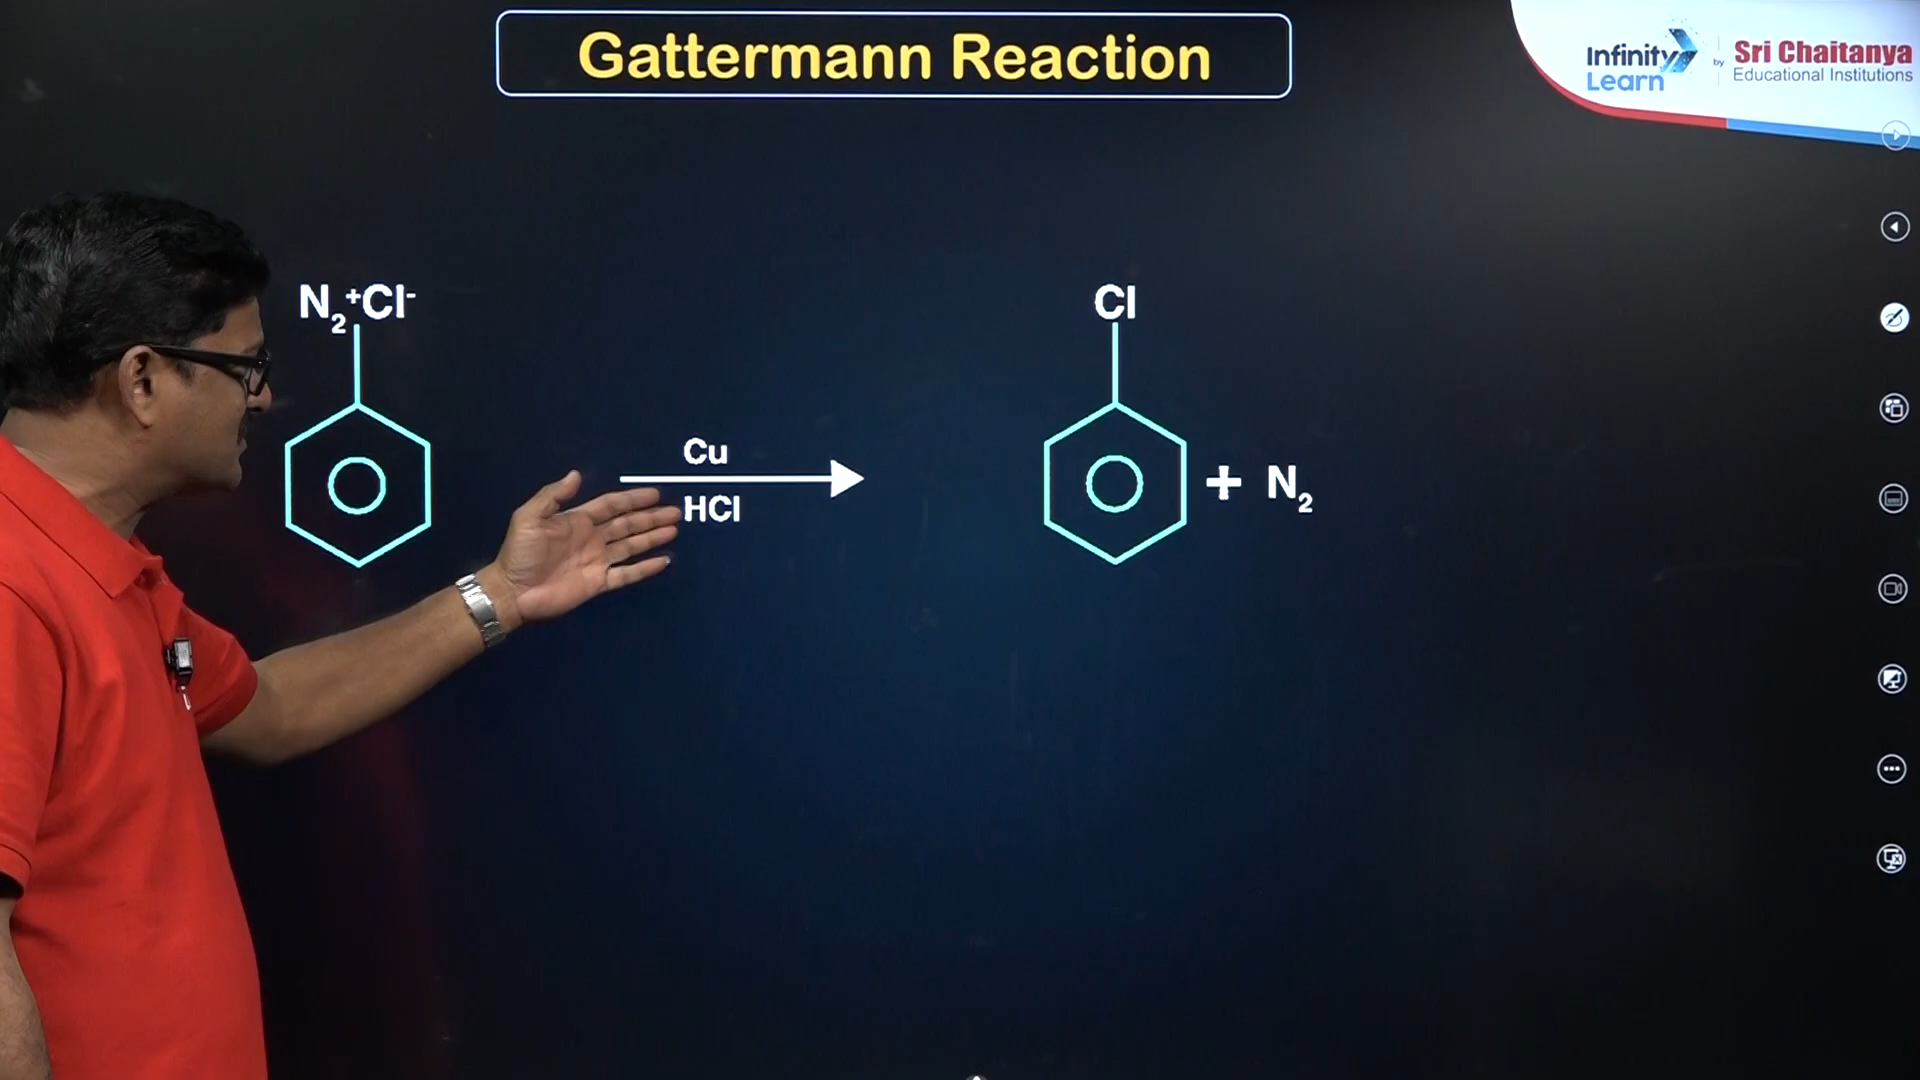 Gattermann Reaction
Infinity Learn
by
Sri Chaitanya
Educational Institutions
N₂⁺Cl⁻
Cl
Cu
HCl
+ N₂